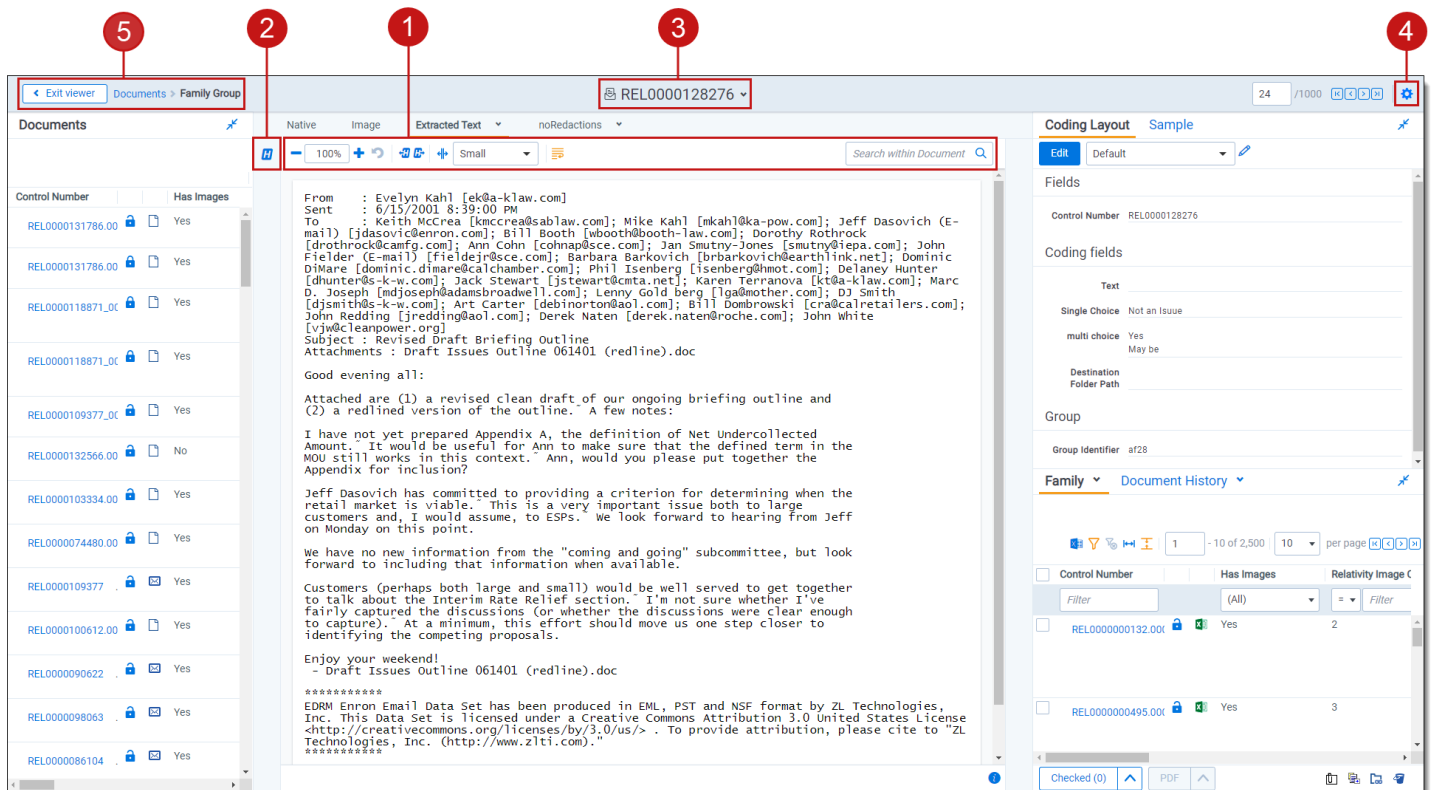 5
2
1
3
4
Exit viewer
Documents > Family Group
REL0000128276
24 /1000
Documents
Control Number Has Images
REL0000131786.00 Yes
REL0000131786.00 Yes
REL0000118871_00 Yes
REL0000118871_00 Yes
REL0000109377_00 Yes
REL0000132566.00 No
REL0000103334.00 Yes
REL0000074480.00 Yes
REL0000109377 . Yes
REL0000100612.00 Yes
REL0000090622 . Yes
REL0000098063 . Yes
REL0000086104 . Yes
Native Image Extracted Text noRedactions
H 100% H H Small Search within Document
From : Evelyn Kahl [ek@a-klaw.com]
Sent : 6/15/2001 8:39:00 PM
To : Keith McCrea [kmccrea@sablaw.com]; Mike Kahl [mkahl@ka-pow.com]; Jeff Dasovich (E-
mail) [jdasovic@enron.com]; Bill Booth [wbooth@booth-law.com]; Dorothy Rothrock
[drothrock@camfg.com]; Ann Cohn [cohnap@sce.com]; Jan Smutny-Jones [smutny@iepa.com]; John
Fielder (E-mail) [fieldejr@sce.com]; Barbara Barkovich [brbarkovich@earthlink.net]; Dominic
DiMare [dominic.dimare@calchamber.com]; Phil Isenberg [isenberg@hmot.com]; Delaney Hunter
[dhunter@s-k-w.com]; Jack Stewart [jstewart@cmta.net]; Karen Terranova [kt@a-klaw.com]; Marc
D. Joseph [mdjoseph@adamsbroadwell.com]; Lenny Gold berg [lga@mother.com]; DJ Smith
[djsmith@s-k-w.com]; Art Carter [debinorton@aol.com]; Bill Dombrowski [cra@calretailers.com];
John Redding [jredding@aol.com]; Derek Naten [derek.naten@roche.com]; John White
[vjw@cleanpower.org]
Subject : Revised Draft Briefing Outline
Attachments : Draft Issues Outline 061401 (redline).doc
Good evening all:
Attached are (1) a revised clean draft of our ongoing briefing outline and
(2) a redlined version of the outline.˜ A few notes:
I have not yet prepared Appendix A, the definition of Net Undercollected
Amount.˜ It would be useful for Ann to make sure that the defined term in the
MOU still works in this context.˜ Ann, would you please put together the
Appendix for inclusion?
Jeff Dasovich has committed to providing a criterion for determining when the
retail market is viable.˜ This is a very important issue both to large
customers and, I would assume, to ESPs.˜ We look forward to hearing from Jeff
on Monday on this point.
We have no new information from the "coming and going" subcommittee, but look
forward to including that information when available.
Customers (perhaps both large and small) would be well served to get together
to talk about the Interim Rate Relief section.˜ I'm not sure whether I've
fairly captured the discussions (or whether the discussions were clear enough
to capture).˜ At a minimum, this effort should move us one step closer to
identifying the competing proposals.
Enjoy your weekend!
- Draft Issues Outline 061401 (redline).doc
***********
EDRM Enron Email Data Set has been produced in EML, PST and NSF format by ZL Technologies,
Inc. This Data Set is licensed under a Creative Commons Attribution 3.0 United States License
<http://creativecommons.org/licenses/by/3.0/us/> . To provide attribution, please cite to "ZL
Technologies, Inc. (http://www.zlti.com)."
***********
Coding Layout Sample
Edit Default
Fields
Control Number REL0000128276
Coding fields
Text
Single Choice Not an Isuue
multi choice Yes
May be
Destination
Folder Path
Group
Group Identifier af28
Family Document History
1 - 10 of 2,500 10 per page
Control Number Has Images Relativity Image C
Filter (All) = Filter
REL0000000132.000 Yes 2
REL0000000495.000 Yes 3
Checked (0) PDF